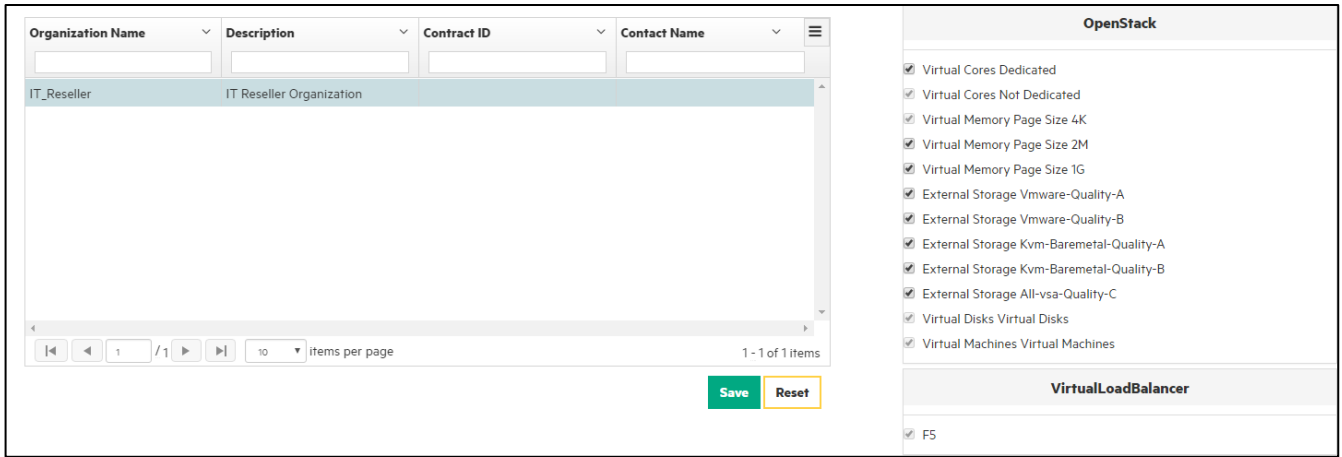 Organization Name Description Contract ID Contact Name
IT_Reseller IT Reseller Organization
1 / 1 10 items per page 1 - 1 of 1 items
Save Reset
OpenStack
Virtual Cores Dedicated
Virtual Cores Not Dedicated
Virtual Memory Page Size 4K
Virtual Memory Page Size 2M
Virtual Memory Page Size 1G
External Storage Vmware-Quality-A
External Storage Vmware-Quality-B
External Storage Kvm-Baremetal-Quality-A
External Storage Kvm-Baremetal-Quality-B
External Storage All-vsa-Quality-C
Virtual Disks Virtual Disks
Virtual Machines Virtual Machines
VirtualLoadBalancer
F5